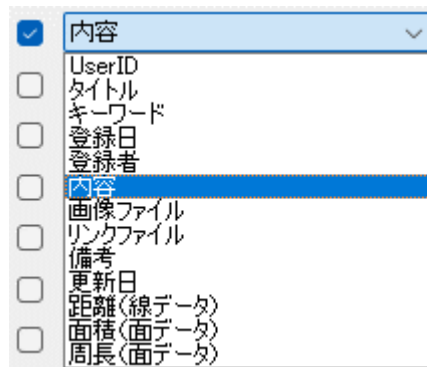 内容
UserID
タイトル
キーワード
登録日
登録者
内容
画像ファイル
リンクファイル
備考
更新日
距離(線データ)
面積(面データ)
周長(面データ)